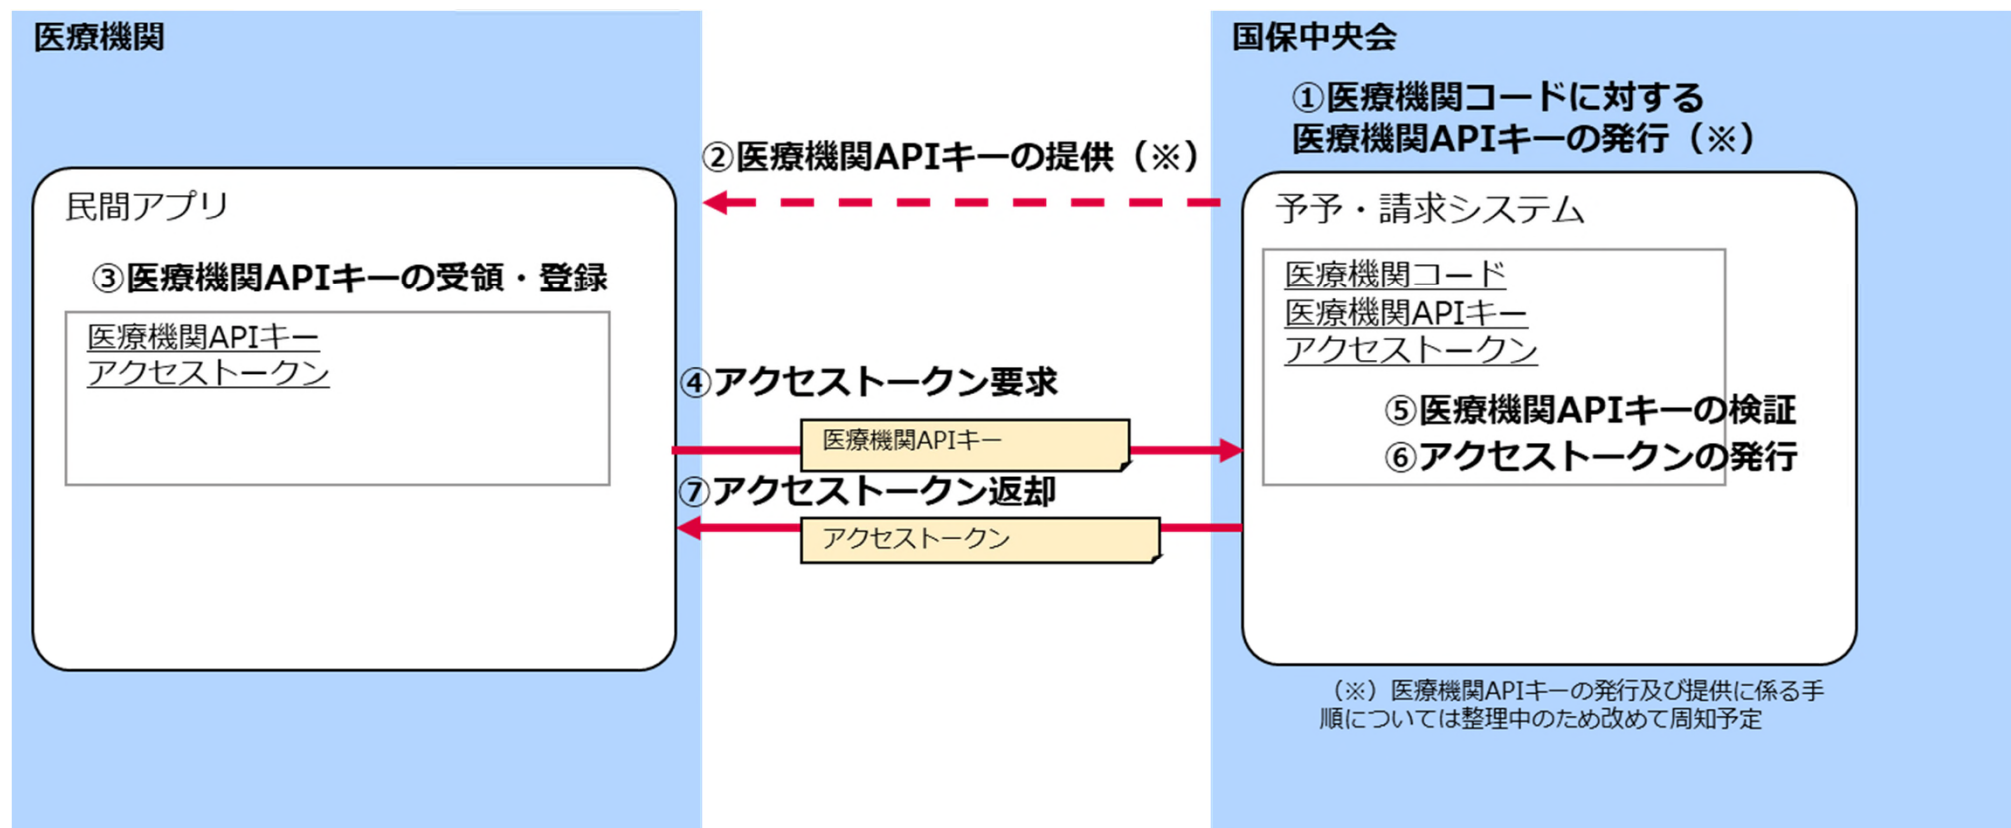 医療機関
国保中央会
①医療機関コードに対する
医療機関APIキーの発行（※）
②医療機関APIキーの提供（※）
民間アプリ
③医療機関APIキーの受領・登録
医療機関APIキー
アクセストークン
予予・請求システム
医療機関コード
医療機関APIキー
アクセストークン
④アクセストークン要求
医療機関APIキー
⑤医療機関APIキーの検証
⑥アクセストークンの発行
⑦アクセストークン返却
アクセストークン
（※）医療機関APIキーの発行及び提供に係る手
順については整理中のため改めて周知予定